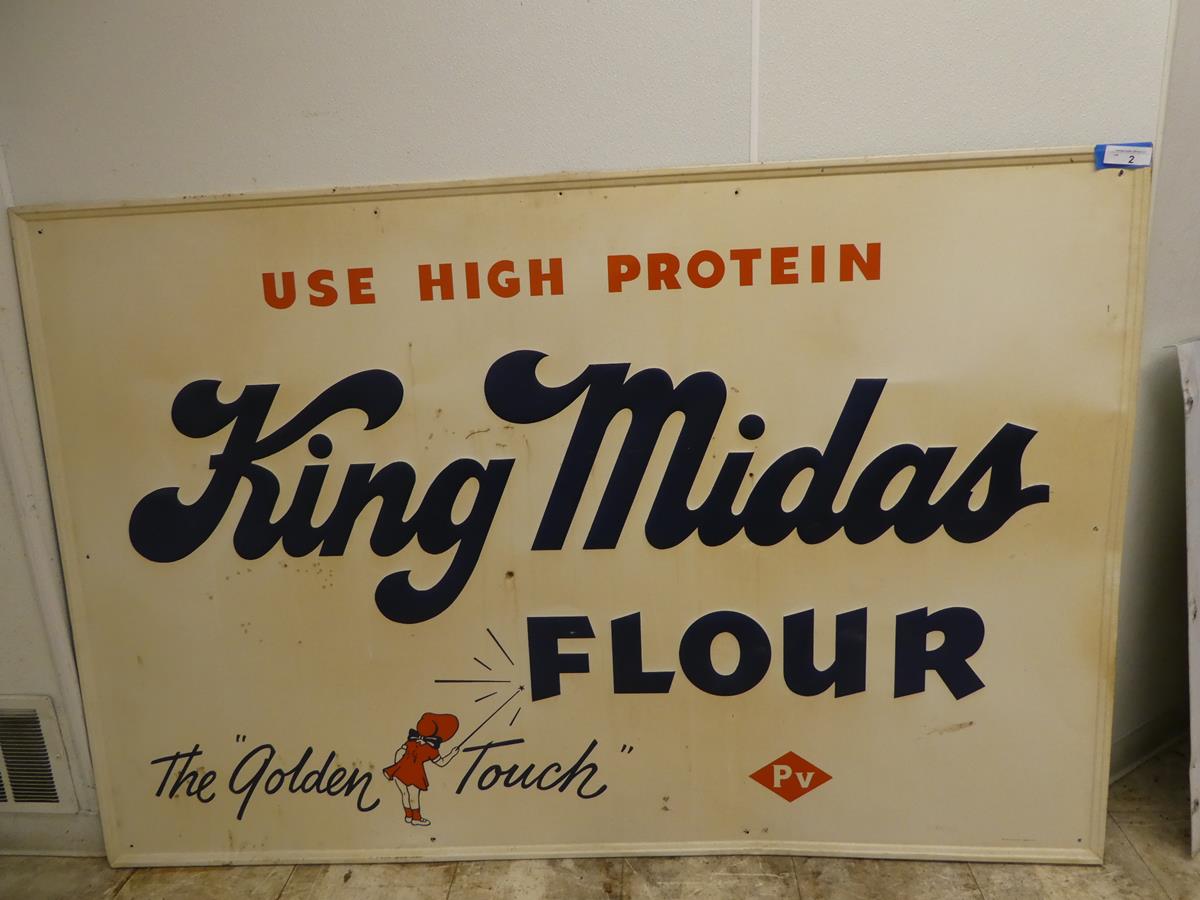 2
USE HIGH PROTEIN
King Midas
FLOUR
The "Golden Touch"
PV